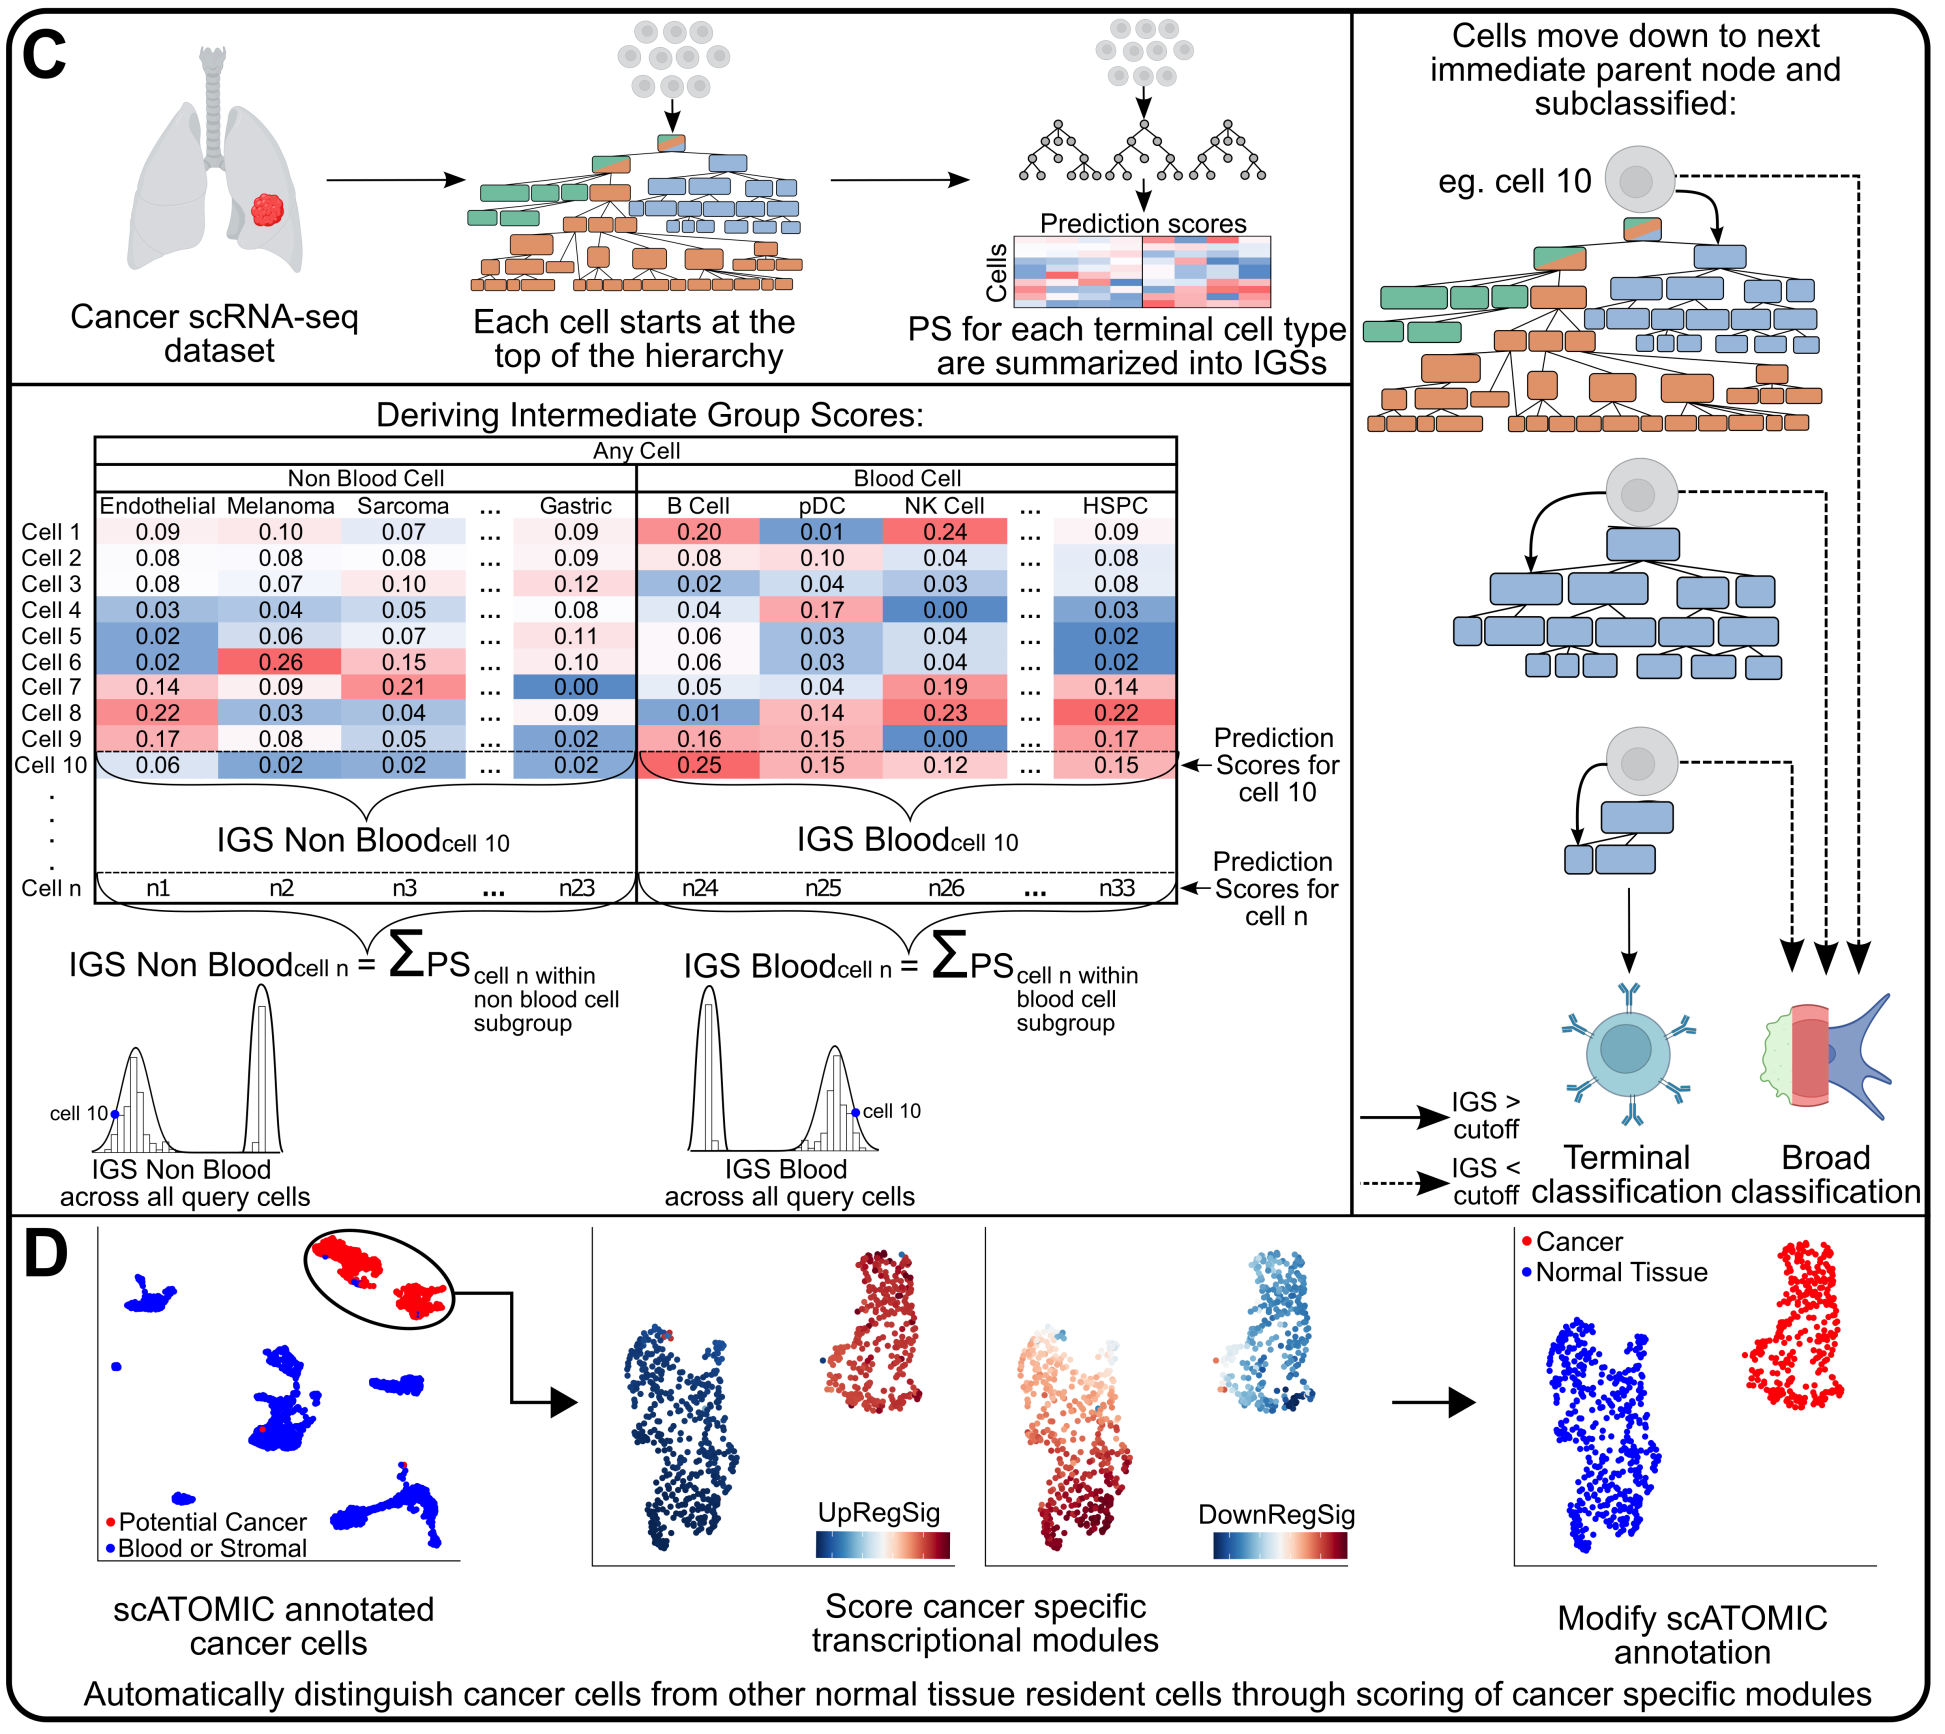 C
Cancer scRNA-seq
dataset
Each cell starts at the
top of the hierarchy
Prediction scores
Cells
PS for each terminal cell type
are summarized into IGSs
Cells move down to next
immediate parent node and
subclassified:
eg. cell 10
IGS >
cutoff
IGS <
cutoff
Terminal
classification
Broad
classification
Deriving Intermediate Group Scores:
Any Cell
Non Blood Cell Blood Cell
Endothelial Melanoma Sarcoma ... Gastric B Cell pDC NK Cell ... HSPC
Cell 1 0.09 0.10 0.07 ... 0.09 0.20 0.01 0.24 ... 0.09
Cell 2 0.08 0.08 0.08 ... 0.09 0.08 0.10 0.04 ... 0.08
Cell 3 0.08 0.07 0.10 ... 0.12 0.02 0.04 0.03 ... 0.08
Cell 4 0.03 0.04 0.05 ... 0.08 0.04 0.17 0.00 ... 0.03
Cell 5 0.02 0.06 0.07 ... 0.11 0.06 0.03 0.04 ... 0.02
Cell 6 0.02 0.26 0.15 ... 0.10 0.06 0.03 0.04 ... 0.02
Cell 7 0.14 0.09 0.21 ... 0.00 0.05 0.04 0.19 ... 0.14
Cell 8 0.22 0.03 0.04 ... 0.09 0.01 0.14 0.23 ... 0.22
Cell 9 0.17 0.08 0.05 ... 0.02 0.16 0.15 0.00 ... 0.17
Cell 10 0.06 0.02 0.02 ... 0.02 0.25 0.15 0.12 ... 0.15
Prediction
Scores for
cell 10
.
.
.
.
IGS Non Blood cell 10 IGS Blood cell 10
Cell n n1 n2 n3 ... n23 n24 n25 n26 ... n33
Prediction
Scores for
cell n
IGS Non Blood cell n = ΣPS cell n within
non blood cell
subgroup
IGS Blood cell n = ΣPS cell n within
blood cell
subgroup
cell 10
IGS Non Blood
across all query cells
cell 10
IGS Blood
across all query cells
D
Potential Cancer
Blood or Stromal
scATOMIC annotated
cancer cells
UpRegSig
DownRegSig
Score cancer specific
transcriptional modules
Cancer
Normal Tissue
Modify scATOMIC
annotation
Automatically distinguish cancer cells from other normal tissue resident cells through scoring of cancer specific modules